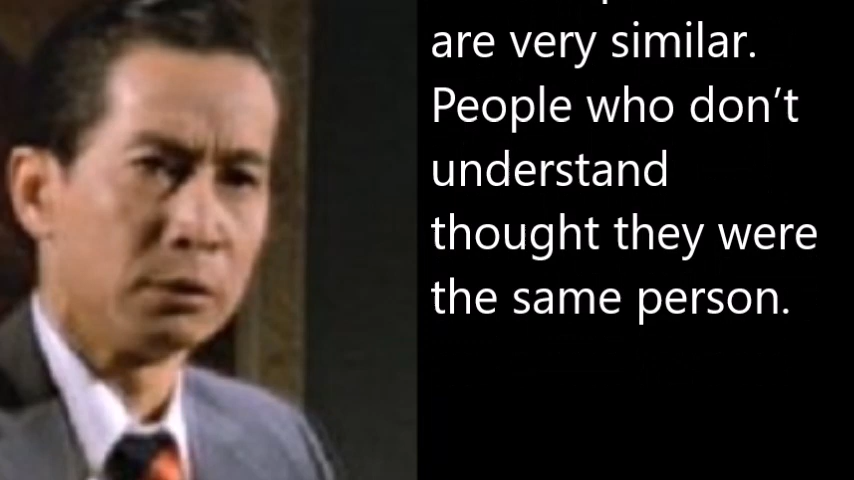 are very similar.
People who don’t
understand
thought they were
the same person.